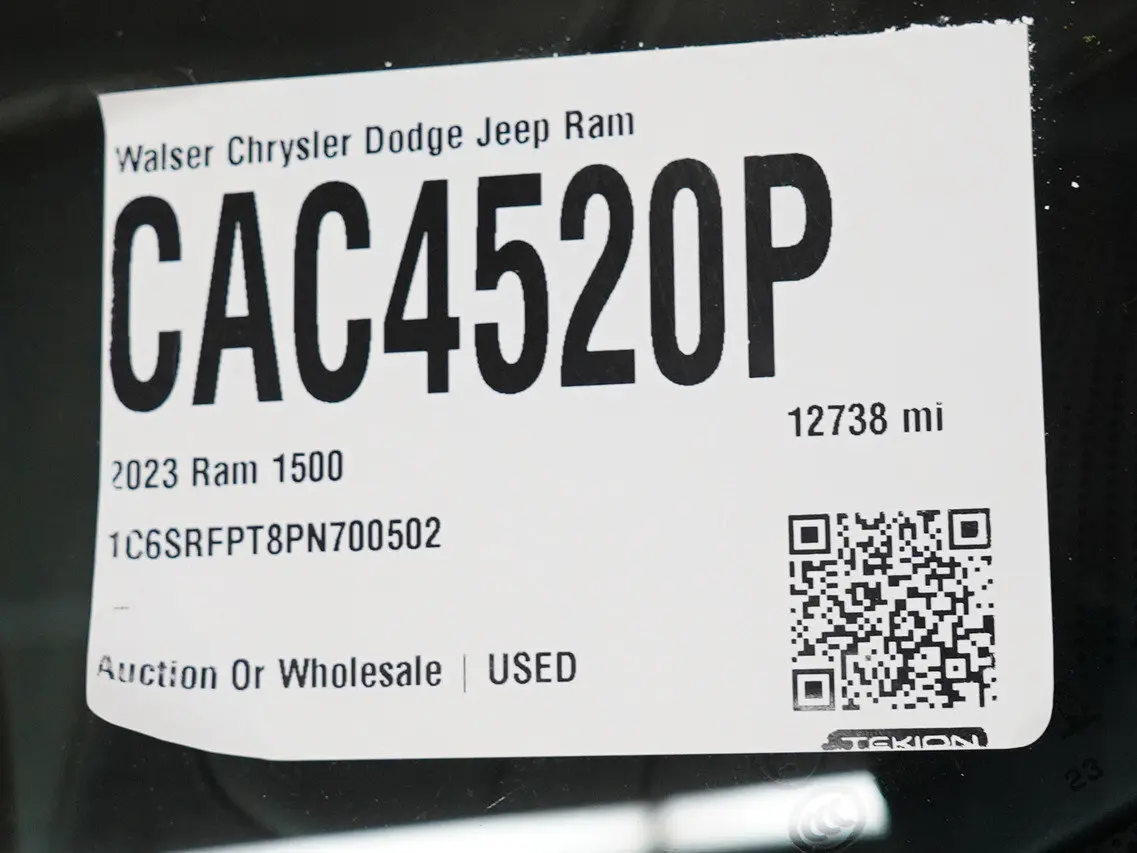 Walser Chrysler Dodge Jeep Ram
CAC4520P
12738 mi
2023 Ram 1500
1C6SRFPT8PN700502
Auction Or Wholesale | USED
TEKION
23